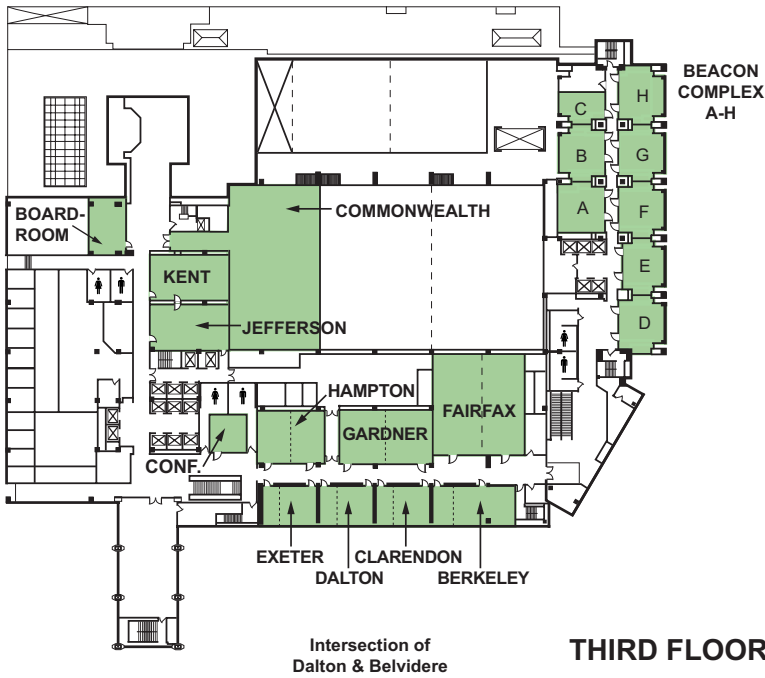 BEACON
COMPLEX
A-H
H
C
B
G
A
F
E
D
BOARD-
ROOM
COMMONWEALTH
KENT
JEFFERSON
HAMPTON
FAIRFAX
GARDNER
CONF.
EXETER
CLARENDON
DALTON
BERKELEY
Intersection of
Dalton & Belvidere
THIRD FLOOR